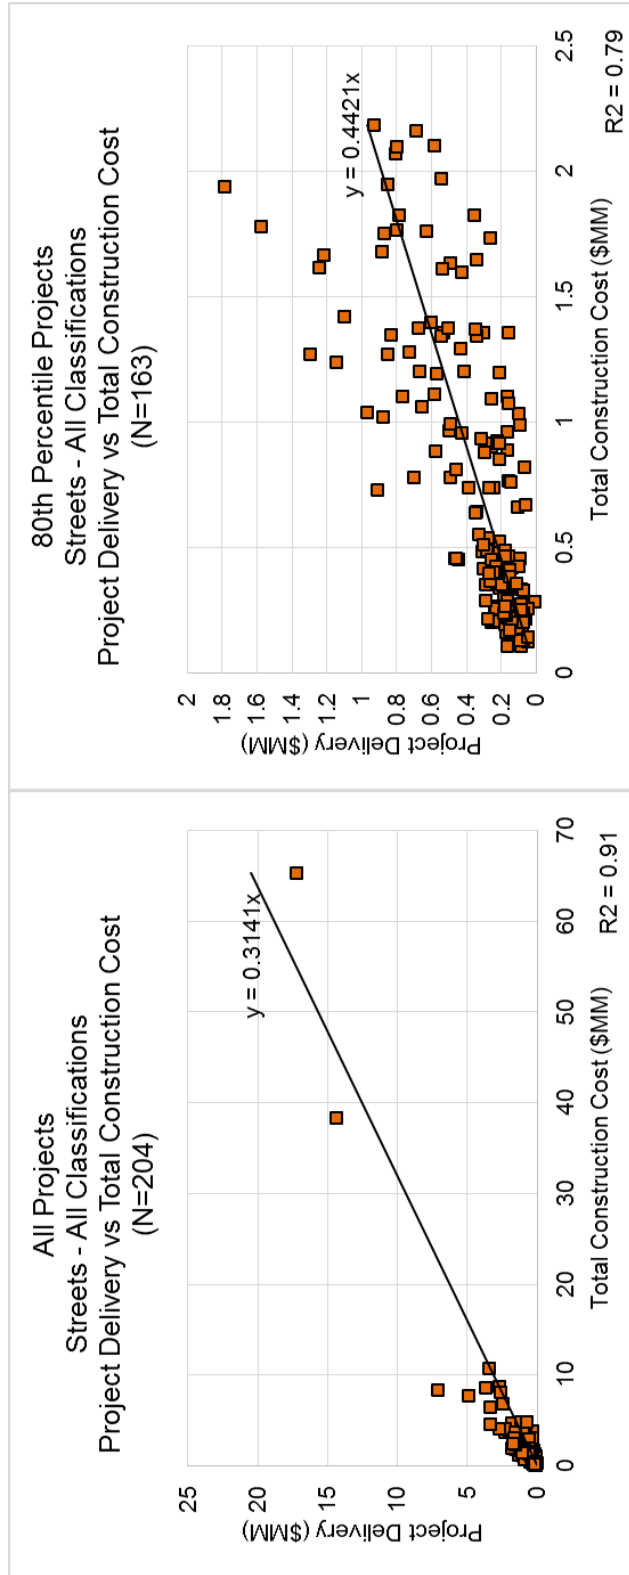 All Projects
Streets - All Classifications
Project Delivery vs Total Construction Cost
(N=204)
25
20
15
10
5
0
Project Delivery ($MM)
y = 0.3141x
0
10
20
30
40
50
60
70
Total Construction Cost ($MM)
R2 = 0.91
80th Percentile Projects
Streets - All Classifications
Project Delivery vs Total Construction Cost
(N=163)
2
1.8
1.6
1.4
1.2
1
0.8
0.6
0.4
0.2
0
Project Delivery ($MM)
y = 0.4421x
0
0.5
1
1.5
2
2.5
Total Construction Cost ($MM)
R2 = 0.79